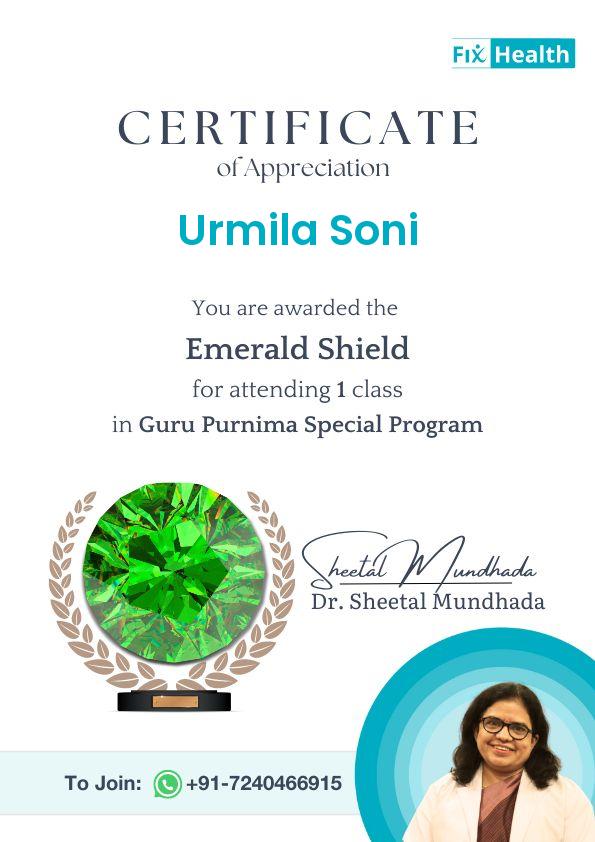 Fix Health
CERTIFICATE
of Appreciation
Urmila Soni
You are awarded the
Emerald Shield
for attending 1 class
in Guru Purnima Special Program
Sheetal Mundhada
Dr. Sheetal Mundhada
To Join: +91-7240466915